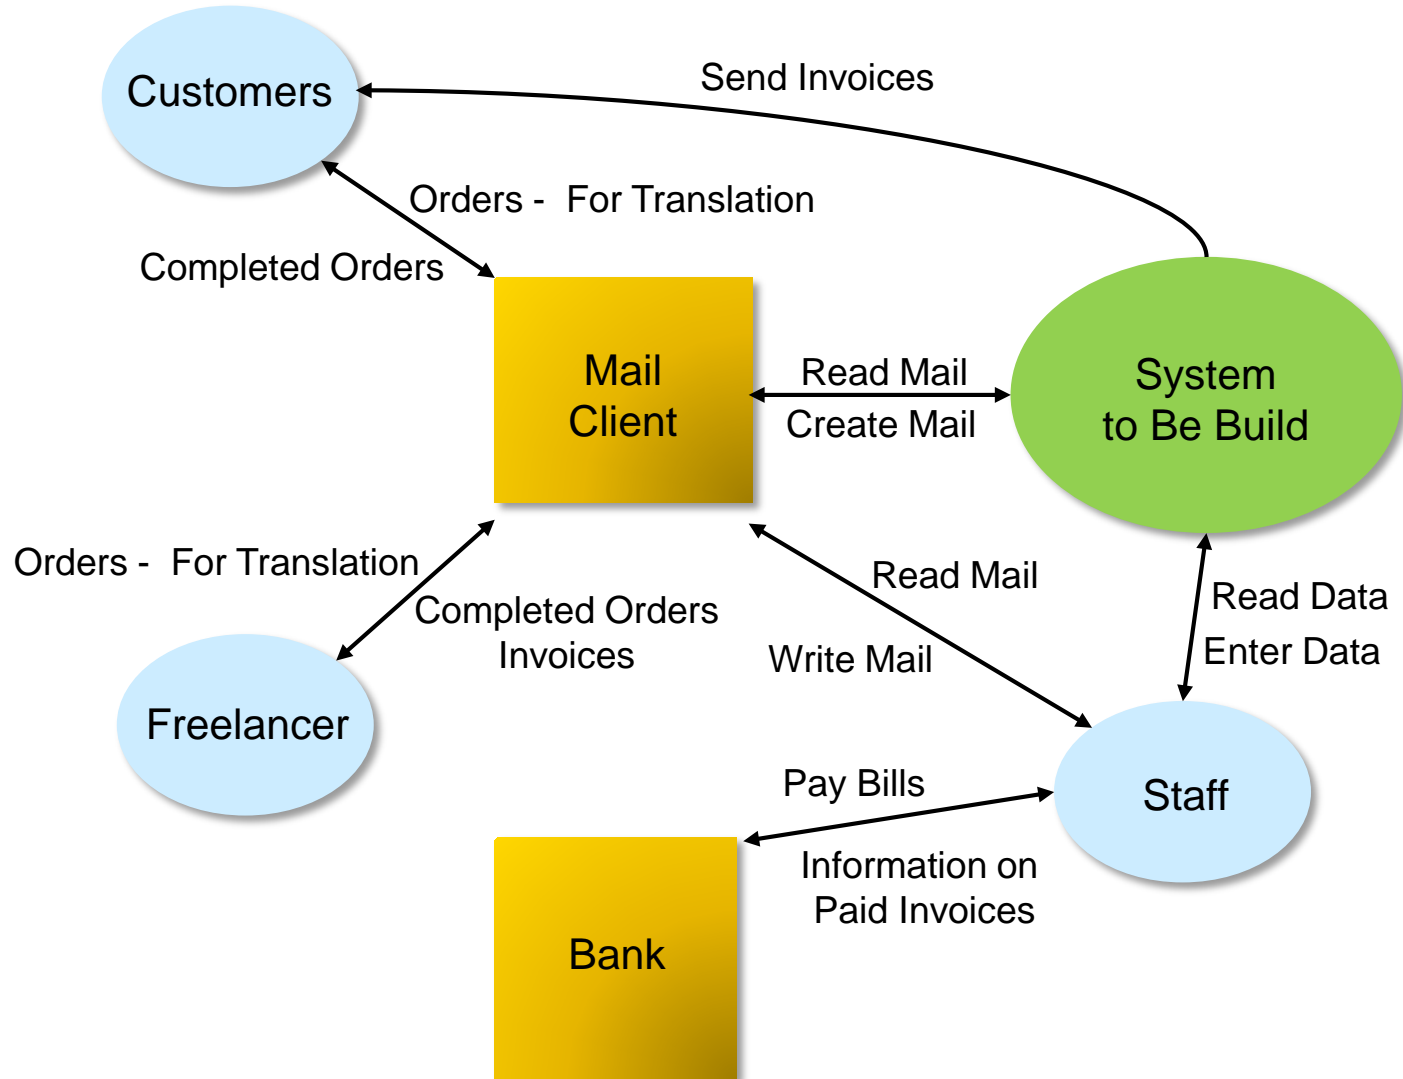 Send Invoices
Customers
Orders - For Translation
Completed Orders
Mail
Client
Read Mail
Create Mail
System
to Be Build
Orders - For Translation
Completed Orders
Invoices
Read Mail
Write Mail
Read Data
Enter Data
Freelancer
Pay Bills
Staff
Information on
Paid Invoices
Bank